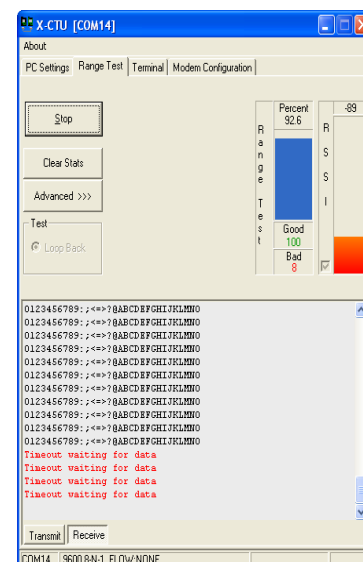 X-CTU [COM14]
About
PC Settings Range Test Terminal Modem Configuration
Stop
Clear Stats
Advanced >>>
Test
Loop Back
Range Test
Percent
92.6
Good
100
Bad
8
RSSI
-89
0123456789:;<=>?@ABCDEFGHIJKLMNO
0123456789:;<=>?@ABCDEFGHIJKLMNO
0123456789:;<=>?@ABCDEFGHIJKLMNO
0123456789:;<=>?@ABCDEFGHIJKLMNO
0123456789:;<=>?@ABCDEFGHIJKLMNO
0123456789:;<=>?@ABCDEFGHIJKLMNO
0123456789:;<=>?@ABCDEFGHIJKLMNO
0123456789:;<=>?@ABCDEFGHIJKLMNO
0123456789:;<=>?@ABCDEFGHIJKLMNO
0123456789:;<=>?@ABCDEFGHIJKLMNO
0123456789:;<=>?@ABCDEFGHIJKLMNO
Timeout waiting for data
Timeout waiting for data
Timeout waiting for data
Timeout waiting for data
Transmit Receive
COM14 9600 8-N-1 FLOW:NONE